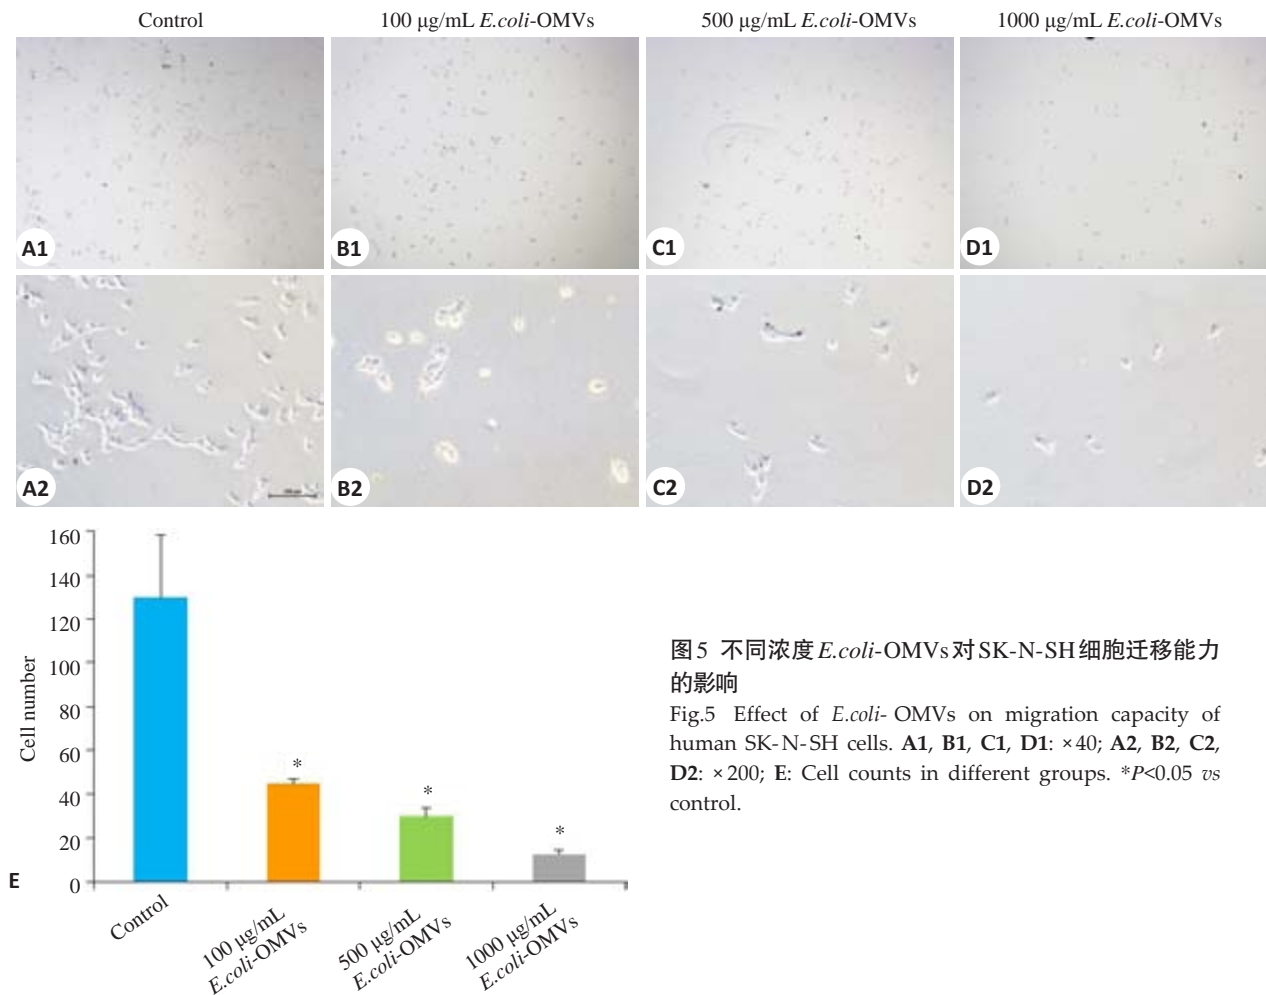 Control
100 μg/mL E.coli-OMVs
500 μg/mL E.coli-OMVs
1000 μg/mL E.coli-OMVs
A1
B1
C1
D1
A2
B2
C2
D2
160
140
120
100
80
60
40
20
0
Cell number
*
*
*
E
Control
100 μg/mL
E.coli-OMVs
500 μg/mL
E.coli-OMVs
1000 μg/mL
E.coli-OMVs
图5 不同浓度E.coli-OMVs对SK-N-SH细胞迁移能力
的影响
Fig.5 Effect of E.coli- OMVs on migration capacity of
human SK-N-SH cells. A1, B1, C1, D1: ×40; A2, B2, C2,
D2: ×200; E: Cell counts in different groups. *P<0.05 vs
control.